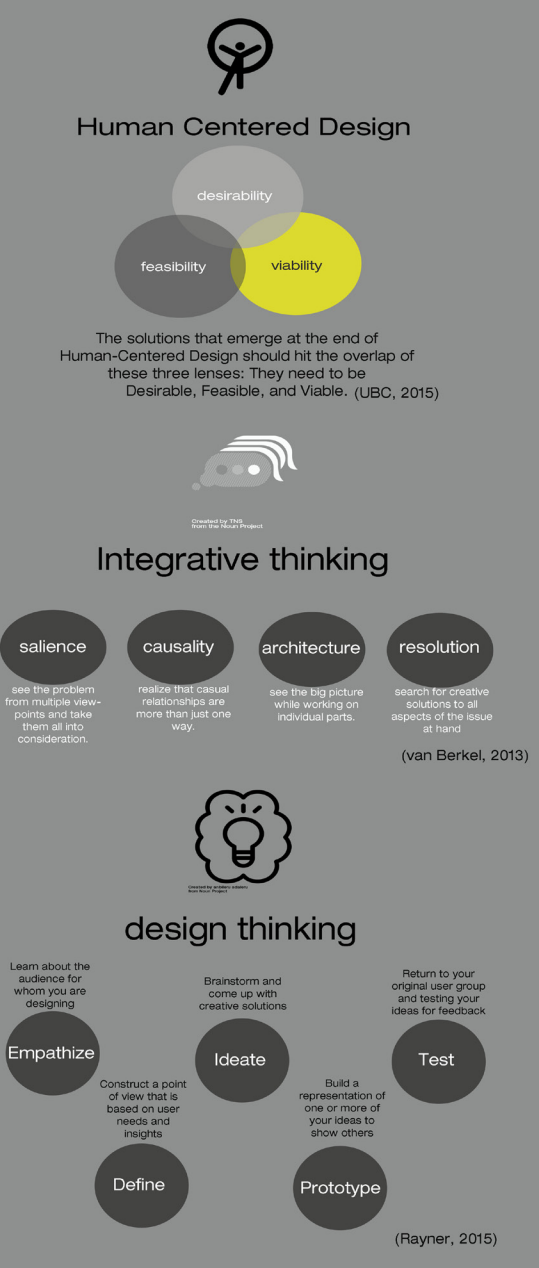 Human Centered Design
desirability
feasibility
viability
The solutions that emerge at the end of
Human-Centered Design should hit the overlap of
these three lenses: They need to be
Desirable, Feasible, and Viable. (UBC, 2015)
Created by TNS
from the Noun Project
Integrative thinking
salience
see the problem
from multiple view-
points and take
them all into
consideration.
causality
realize that casual
relationships are
more than just one
way.
architecture
see the big picture
while working on
individual parts.
resolution
search for creative
solutions to all
aspects of the issue
at hand
(van Berkel, 2013)
from Noun Project
design thinking
Learn about the
audience for
whom you are
designing
Empathize
Construct a point
of view that is
based on user
needs and
insights
Define
Brainstorm and
come up with
creative solutions
Ideate
Build a
representation of
one or more of
your ideas to
show others
Prototype
Return to your
original user group
and testing your
ideas for feedback
Test
(Rayner, 2015)